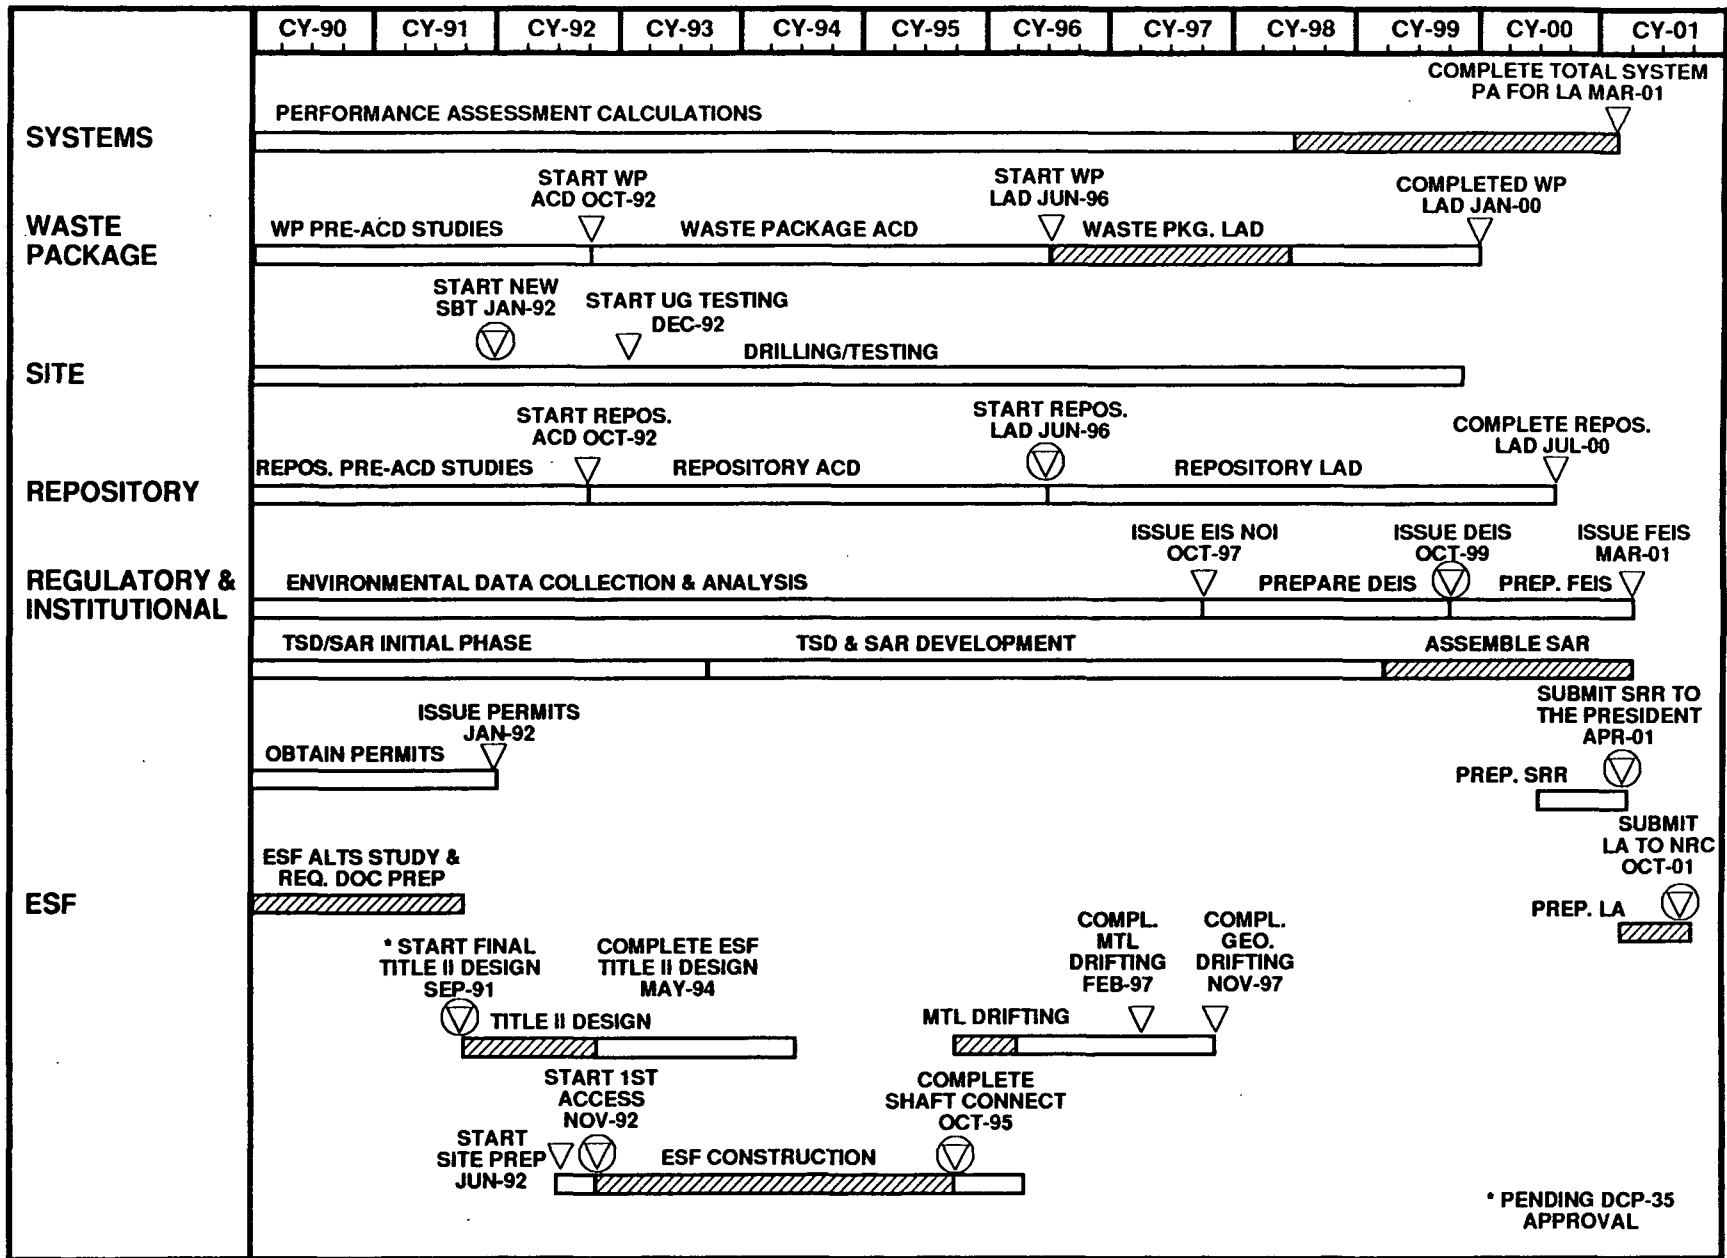 CY-90 CY-91 CY-92 CY-93 CY-94 CY-95 CY-96 CY-97 CY-98 CY-99 CY-00 CY-01
COMPLETE TOTAL SYSTEM
PA FOR LA MAR-01
PERFORMANCE ASSESSMENT CALCULATIONS
SYSTEMS
START WP
ACD OCT-92
START WP
LAD JUN-96
COMPLETED WP
LAD JAN-00
WASTE
PACKAGE
WP PRE-ACD STUDIES
WASTE PACKAGE ACD
WASTE PKG. LAD
START NEW
SBT JAN-92
START UG TESTING
DEC-92
DRILLING/TESTING
SITE
START REPOS.
ACD OCT-92
START REPOS.
LAD JUN-96
COMPLETE REPOS.
LAD JUL-00
REPOS. PRE-ACD STUDIES
REPOSITORY ACD
REPOSITORY LAD
REPOSITORY
ISSUE EIS NOI
OCT-97
ISSUE DEIS
OCT-99
ISSUE FEIS
MAR-01
REGULATORY &
INSTITUTIONAL
ENVIRONMENTAL DATA COLLECTION & ANALYSIS
PREPARE DEIS
PREP. FEIS
TSD/SAR INITIAL PHASE
TSD & SAR DEVELOPMENT
ASSEMBLE SAR
ISSUE PERMITS
JAN-92
OBTAIN PERMITS
SUBMIT SRR TO
THE PRESIDENT
APR-01
PREP. SRR
SUBMIT
LA TO NRC
OCT-01
PREP. LA
ESF
ESF ALTS STUDY &
REQ. DOC PREP
* START FINAL
TITLE II DESIGN
SEP-91
COMPLETE ESF
TITLE II DESIGN
MAY-94
TITLE II DESIGN
COMPL.
MTL
DRIFTING
FEB-97
COMPL.
GEO.
DRIFTING
NOV-97
MTL DRIFTING
START 1ST
ACCESS
NOV-92
COMPLETE
SHAFT CONNECT
OCT-95
START
SITE PREP
JUN-92
ESF CONSTRUCTION
* PENDING DCP-35
APPROVAL